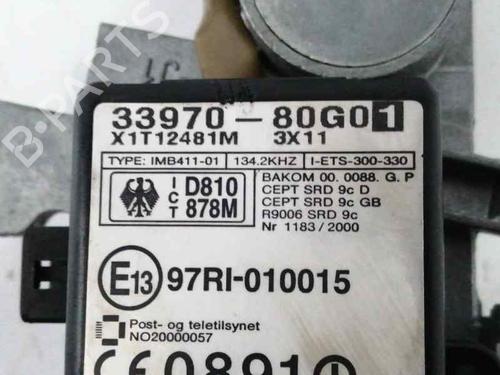 33970-80G01
X1T12481M 3X11
TYPE: IMB411-01 134.2KHZ I-ETS-300-330
ICT D810 878M
BAKOM 00. 0088. G. P
CEPT SRD 9c D
CEPT SRD 9c GB
R9006 SRD 9c
Nr 1183/2000
E13 97RI-010015
Post- og teletilsynet
NO20000057
CE 0891
B-PARTS